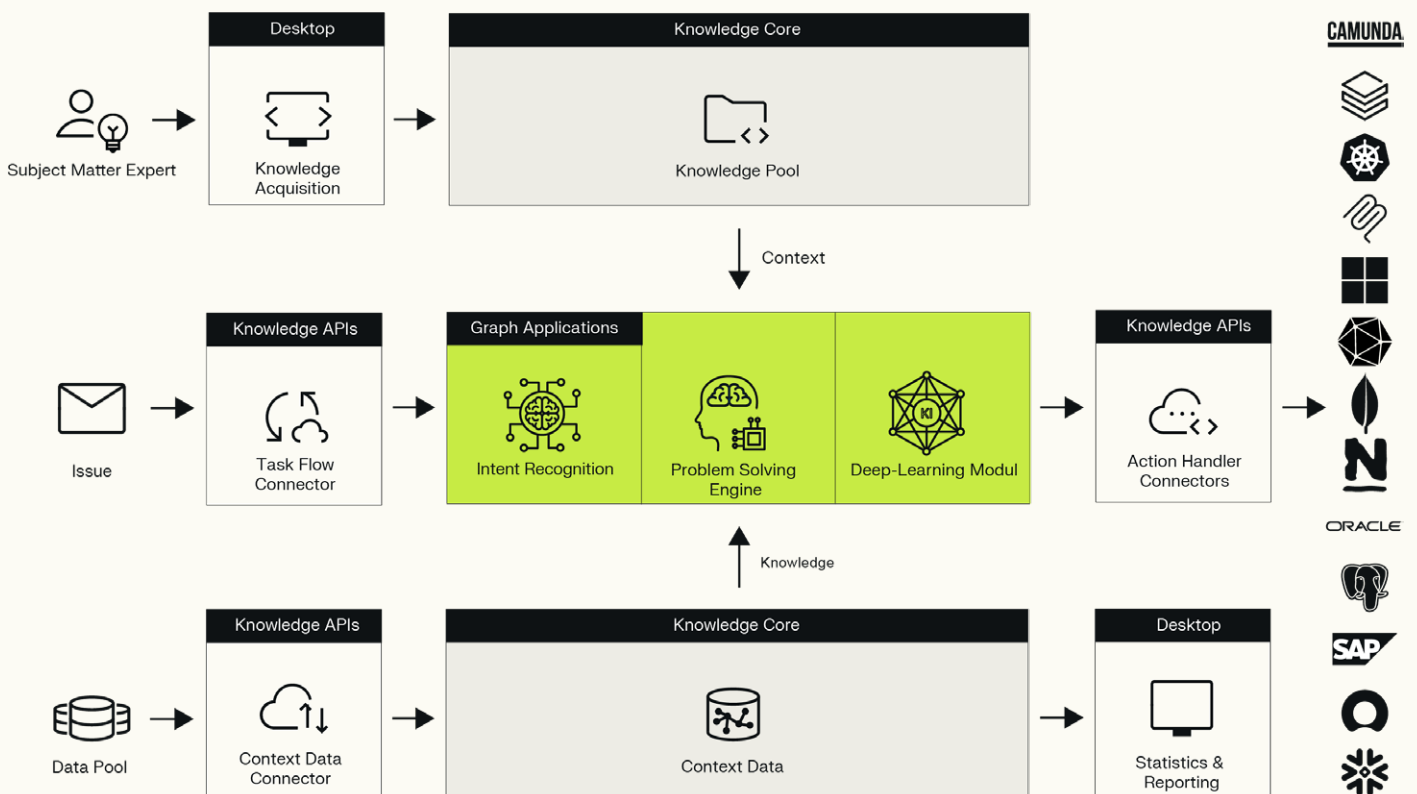 Desktop
Knowledge Core
CAMUNDA
Subject Matter Expert
Knowledge
Acquisition
Knowledge Pool
Context
Knowledge APIs
Graph Applications
Knowledge APIs
KI
Issue
Task Flow
Connector
Intent Recognition
Problem Solving
Engine
Deep-Learning Modul
Action Handler
Connectors
N
ORACLE
Knowledge
Knowledge APIs
Knowledge Core
Desktop
SAP
Data Pool
Context Data
Connector
Context Data
Statistics &
Reporting